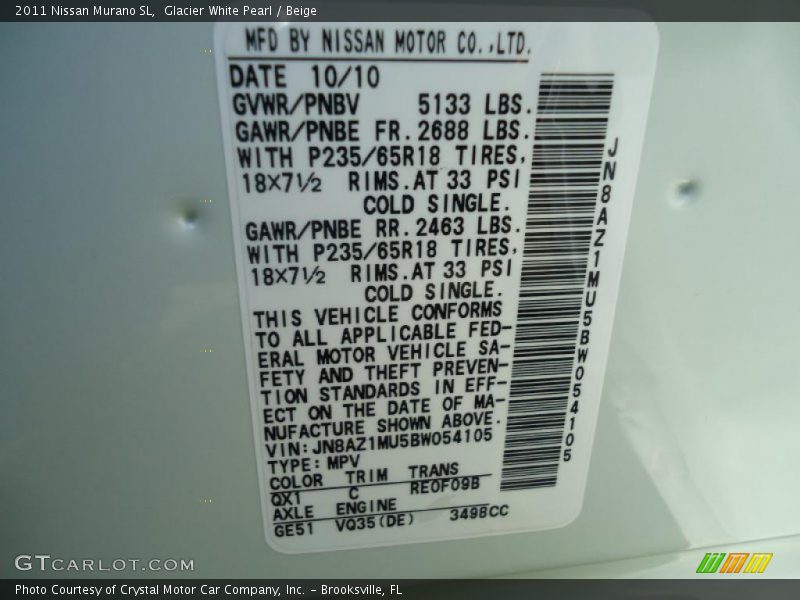 2011 Nissan Murano SL, Glacier White Pearl / Beige
MFD BY NISSAN MOTOR CO.,LTD.
DATE 10/10
GVWR/PNBV 5133 LBS.
GAWR/PNBE FR. 2688 LBS.
WITH P235/65R18 TIRES,
18X7½ RIMS. AT 33 PSI
COLD SINGLE.
GAWR/PNBE RR. 2463 LBS.
WITH P235/65R18 TIRES,
18X7½ RIMS. AT 33 PSI
COLD SINGLE.
THIS VEHICLE CONFORMS
TO ALL APPLICABLE FED-
ERAL MOTOR VEHICLE SA-
FETY AND THEFT PREVEN-
TION STANDARDS IN EFF-
ECT ON THE DATE OF MA-
NUFACTURE SHOWN ABOVE.
VIN:JN8AZ1MU5BW054105
TYPE: MPV
COLOR TRIM TRANS
QX1 C RE0F09B
AXLE ENGINE
GE51 VQ35(DE) 3498CC
JN8AZ1MU5BW054105
GTCARLOT.COM
Photo Courtesy of Crystal Motor Car Company, Inc. – Brooksville, FL